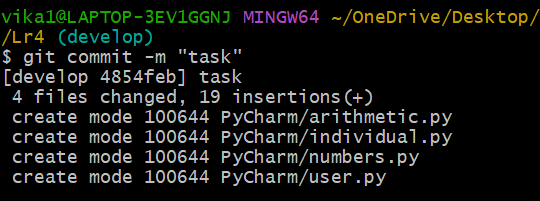 vika1@LAPTOP-3EV1GGNJ MINGW64 ~/OneDrive/Desktop/
/Lr4 (develop)
$ git commit -m "task"
[develop 4854feb] task
 4 files changed, 19 insertions(+)
 create mode 100644 PyCharm/arithmetic.py
 create mode 100644 PyCharm/individual.py
 create mode 100644 PyCharm/numbers.py
 create mode 100644 PyCharm/user.py